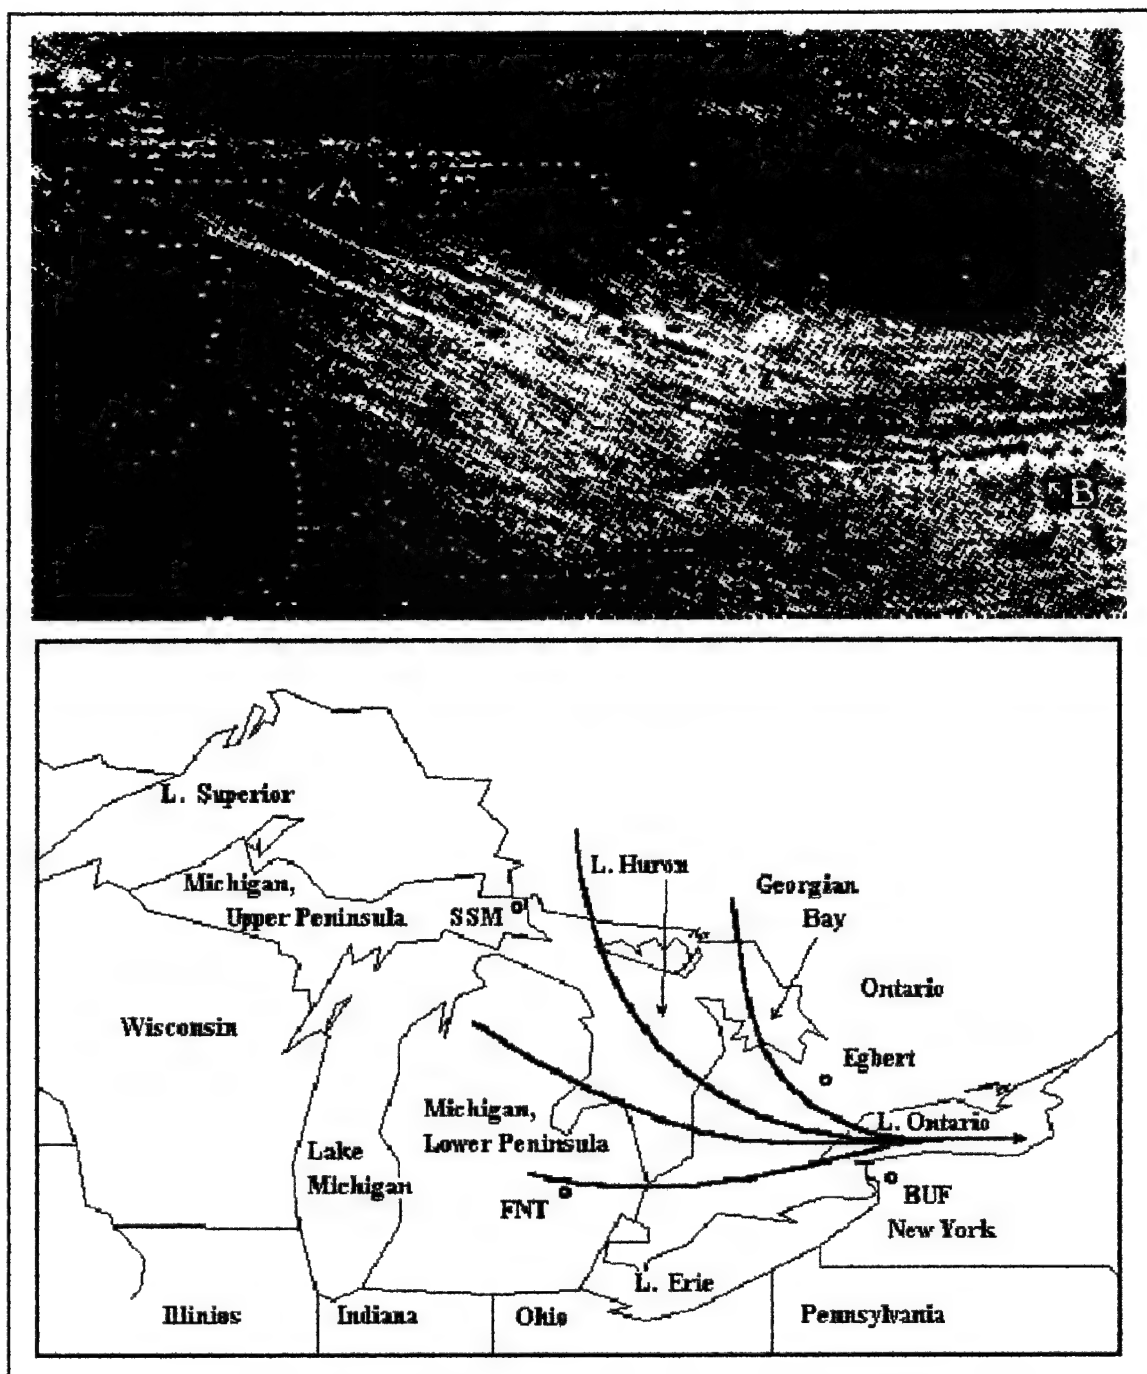 A
B
L. Superior
Michigan,
Upper Peninsula
SSM
L. Huron
Georgian
Bay
Ontario
Wisconsin
Egbert
Michigan,
Lower Peninsula
L. Ontario
Lake
Michigan
FNT
BUF
New York
L. Erie
Illinios
Indiana
Ohio
Pennsylvania